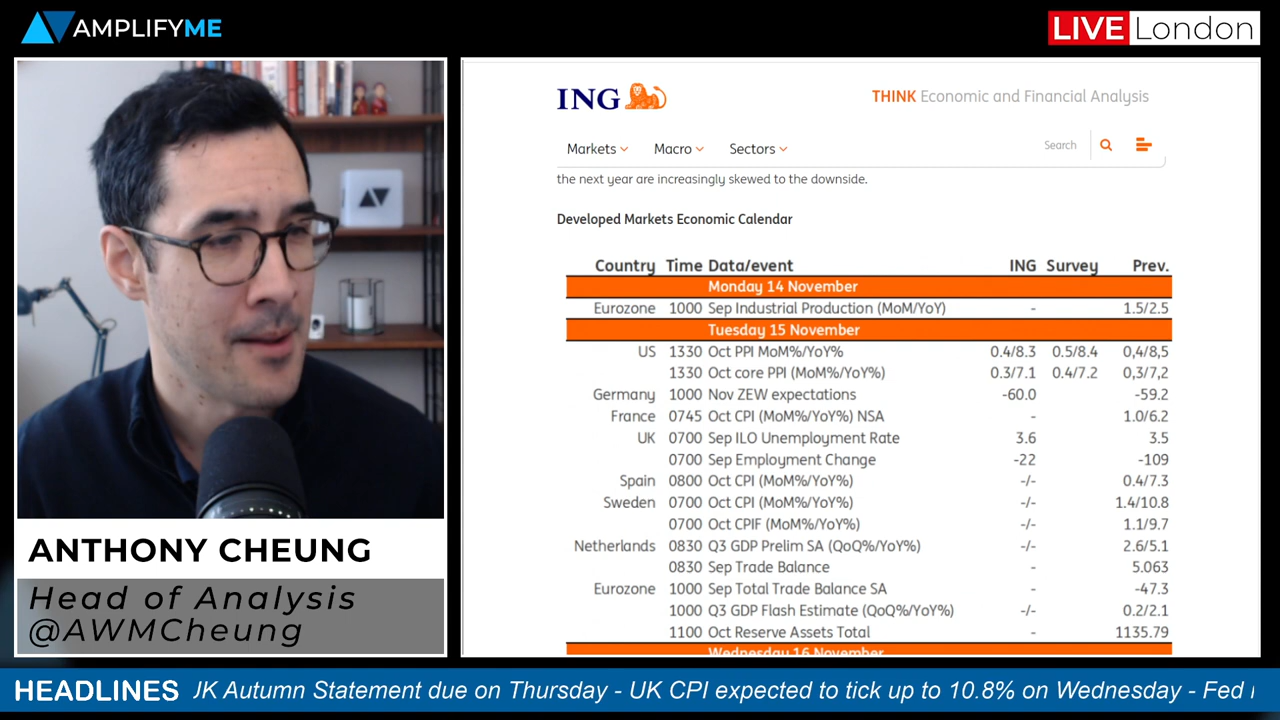 AMPLIFYME
LIVE London
ING
THINK Economic and Financial Analysis
Markets Macro Sectors Search
the next year are increasingly skewed to the downside.
Developed Markets Economic Calendar
Country Time Data/event ING Survey Prev.
Monday 14 November
Eurozone 1000 Sep Industrial Production (MoM/YoY) - 1.5/2.5
Tuesday 15 November
US 1330 Oct PPI MoM%/YoY% 0.4/8.3 0.5/8.4 0,4/8,5
1330 Oct core PPI (MoM%/YoY%) 0.3/7.1 0.4/7.2 0,3/7,2
Germany 1000 Nov ZEW expectations -60.0 -59.2
France 0745 Oct CPI (MoM%/YoY%) NSA - 1.0/6.2
UK 0700 Sep ILO Unemployment Rate 3.6 3.5
0700 Sep Employment Change -22 -109
Spain 0800 Oct CPI (MoM%/YoY%) -/- 0.4/7.3
Sweden 0700 Oct CPI (MoM%/YoY%) -/- 1.4/10.8
0700 Oct CPIF (MoM%/YoY%) -/- 1.1/9.7
Netherlands 0830 Q3 GDP Prelim SA (QoQ%/YoY%) -/- 2.6/5.1
0830 Sep Trade Balance - 5.063
Eurozone 1000 Sep Total Trade Balance SA - -47.3
1000 Q3 GDP Flash Estimate (QoQ%/YoY%) -/- 0.2/2.1
1100 Oct Reserve Assets Total - 1135.79
Wednesday 16 November
ANTHONY CHEUNG
Head of Analysis
@AWMCheung
HEADLINES UK Autumn Statement due on Thursday - UK CPI expected to tick up to 10.8% on Wednesday - Fed